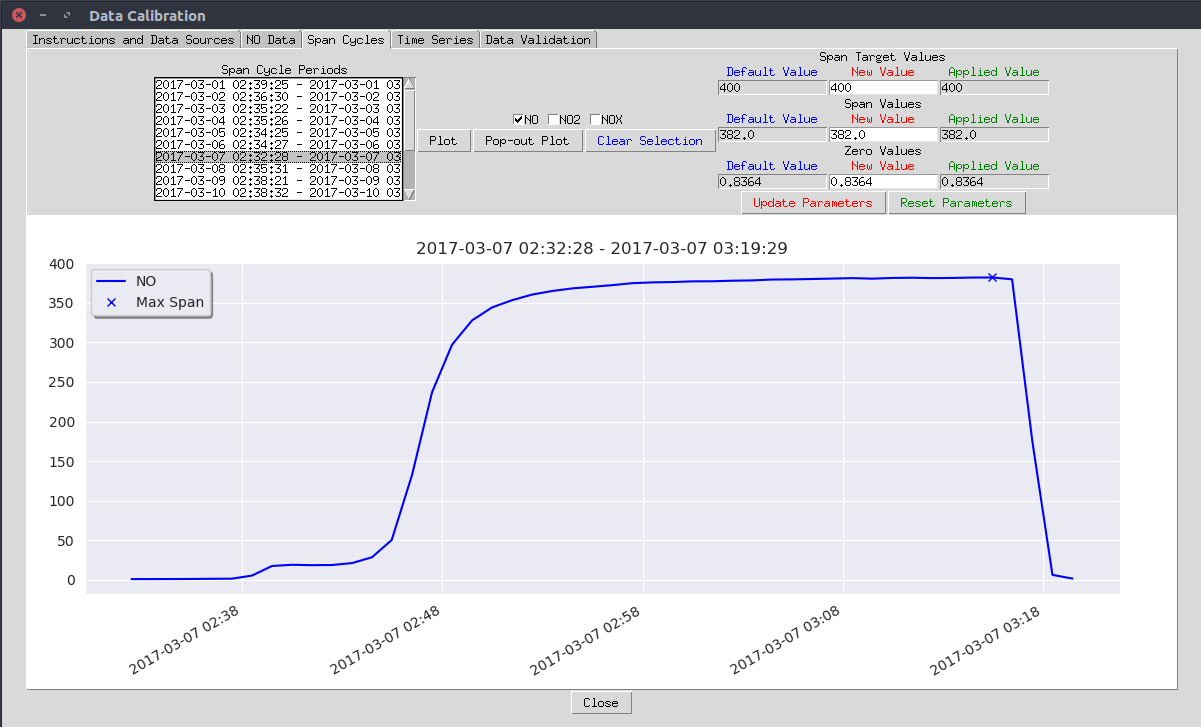 Data Calibration
Instructions and Data Sources NO Data Span Cycles Time Series Data Validation
Span Cycle Periods
2017-03-01 02:39:25 - 2017-03-01 03
2017-03-02 02:36:30 - 2017-03-02 03
2017-03-03 02:35:22 - 2017-03-03 03
2017-03-04 02:35:26 - 2017-03-04 03
2017-03-05 02:34:25 - 2017-03-05 03
2017-03-06 02:34:27 - 2017-03-06 03
2017-03-07 02:32:28 - 2017-03-07 03
2017-03-08 02:35:31 - 2017-03-08 03
2017-03-09 02:38:21 - 2017-03-09 03
2017-03-10 02:38:32 - 2017-03-10 03
NO NO2 NOX
Plot Pop-out Plot Clear Selection
Span Target Values
Default Value New Value Applied Value
400 400 400
Span Values
Default Value New Value Applied Value
382.0 382.0 382.0
Zero Values
Default Value New Value Applied Value
0.8364 0.8364 0.8364
Update Parameters Reset Parameters
2017-03-07 02:32:28 - 2017-03-07 03:19:29
NO
Max Span
400
350
300
250
200
150
100
50
0
2017-03-07 02:38
2017-03-07 02:48
2017-03-07 02:58
2017-03-07 03:08
2017-03-07 03:18
Close